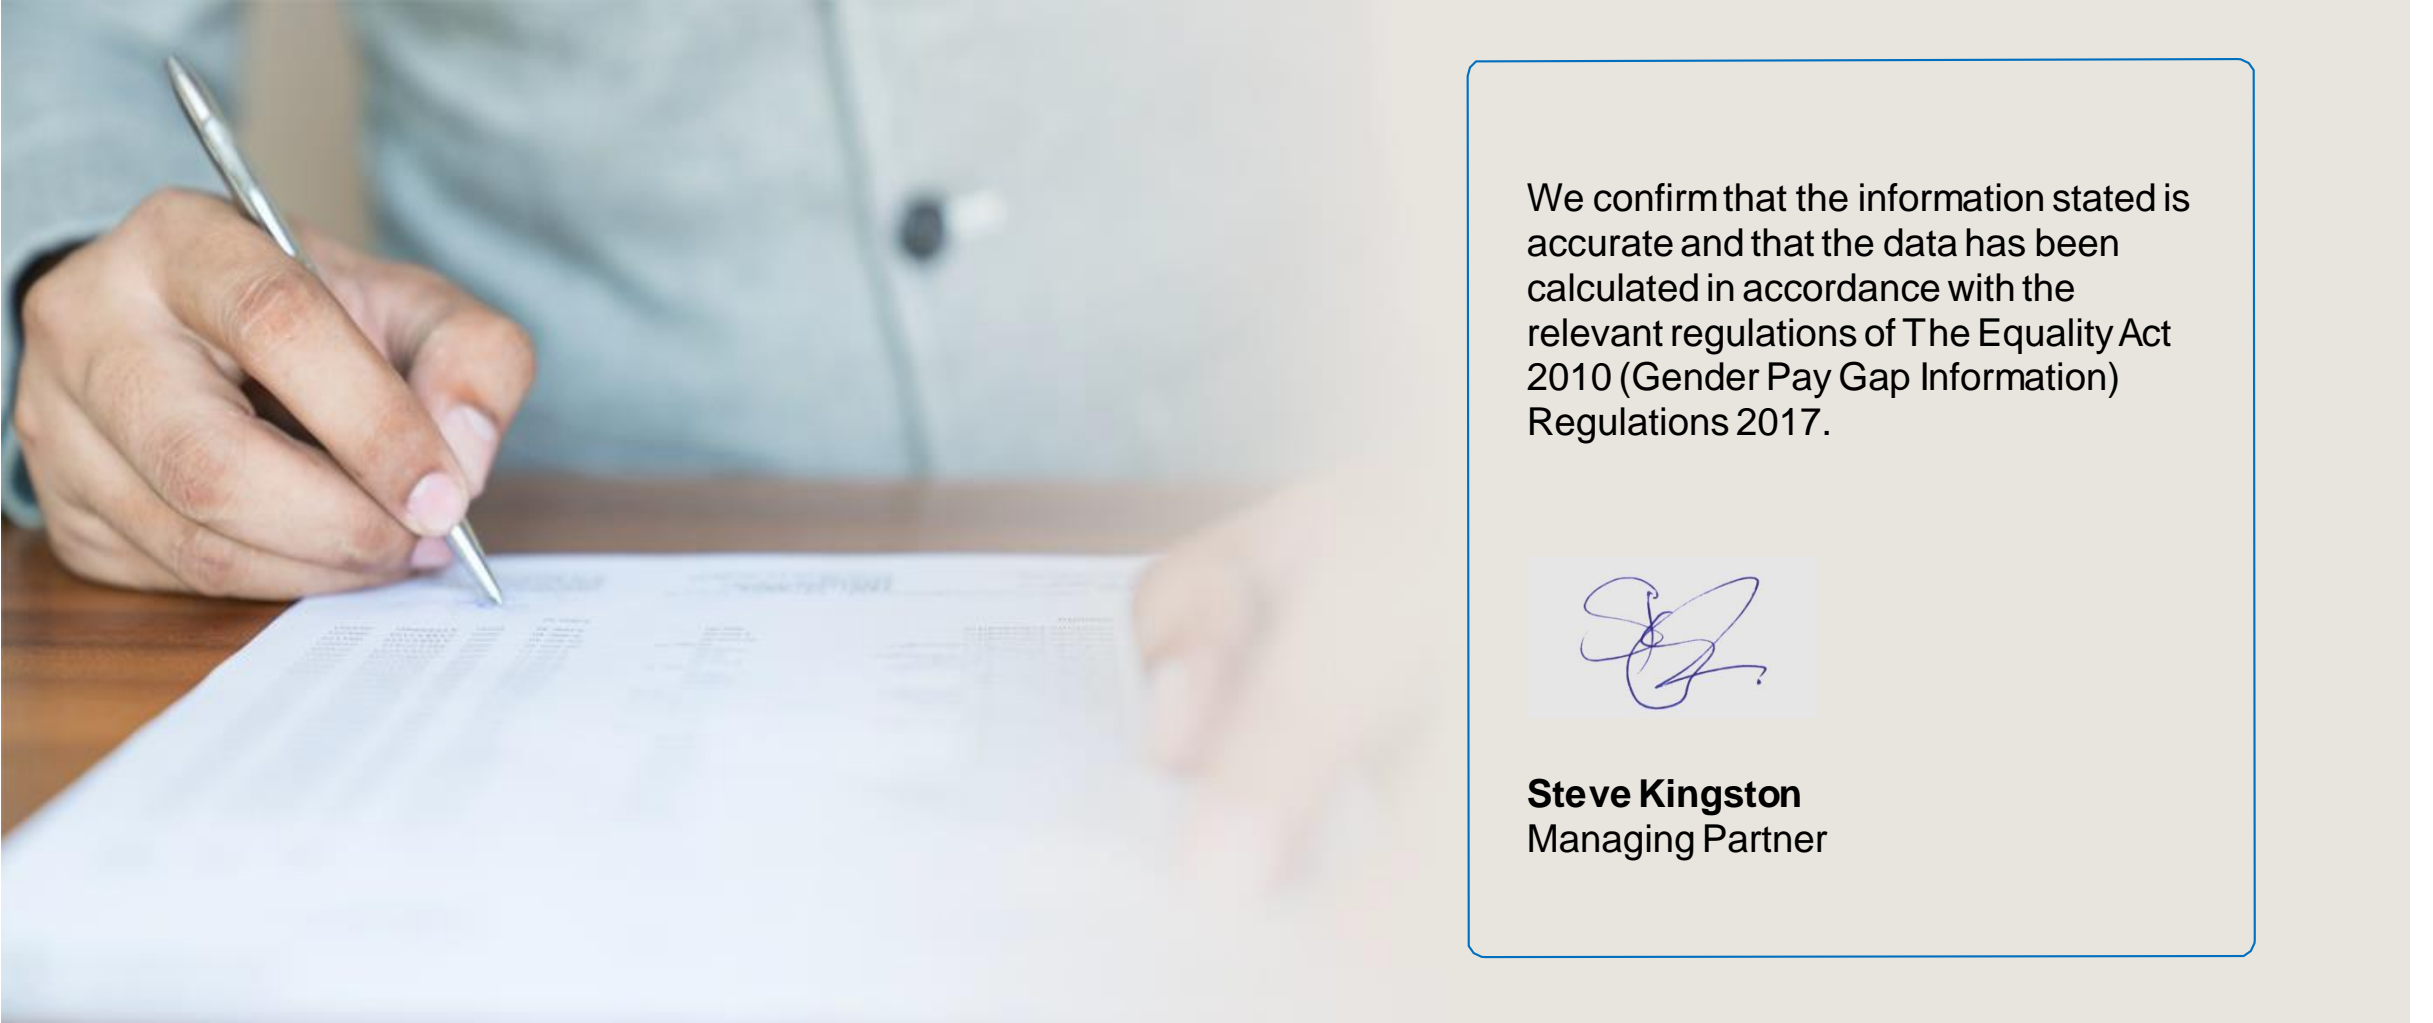 We confirm that the information stated is
accurate and that the data has been
calculated in accordance with the
relevant regulations of The Equality Act
2010 (Gender Pay Gap Information)
Regulations 2017.
Steve Kingston
Managing Partner